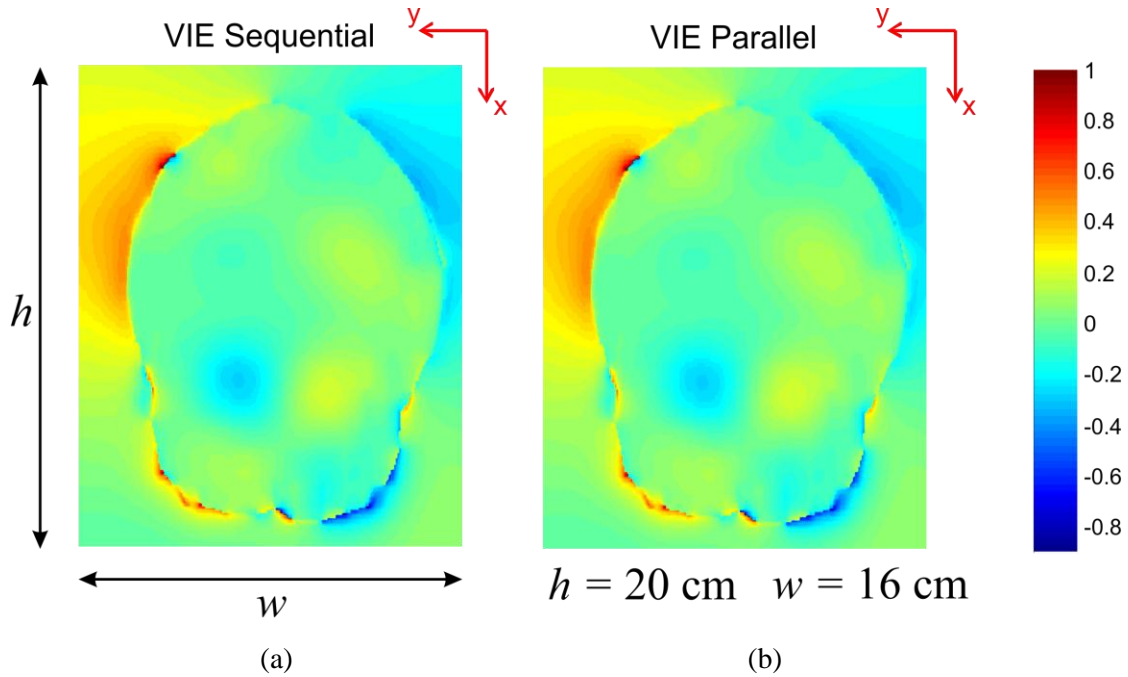 VIE Sequential
y
x
VIE Parallel
y
x
h
w
h = 20 cm w = 16 cm
1
0.8
0.6
0.4
0.2
0
-0.2
-0.4
-0.6
-0.8
(a)
(b)